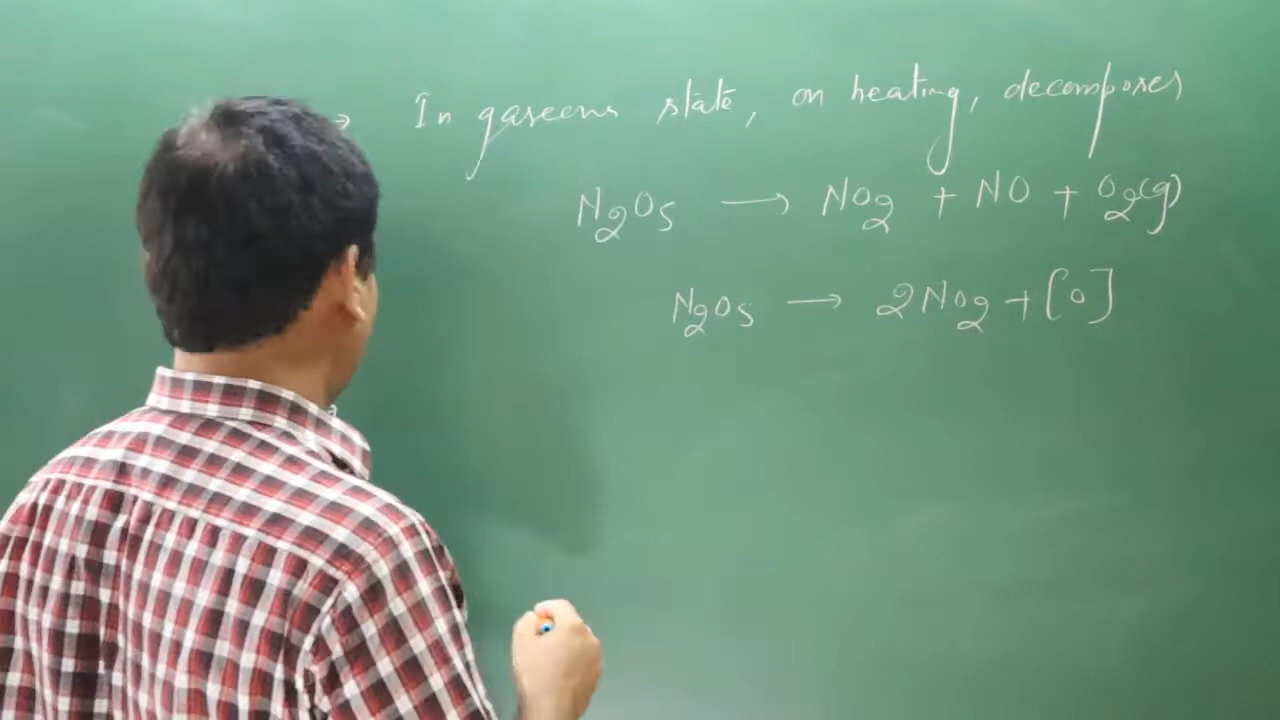 → In gaseous state, on heating, decomposes
N₂O₅ → NO₂ + NO + O₂(g)
N₂O₅ → 2NO₂ + [O]